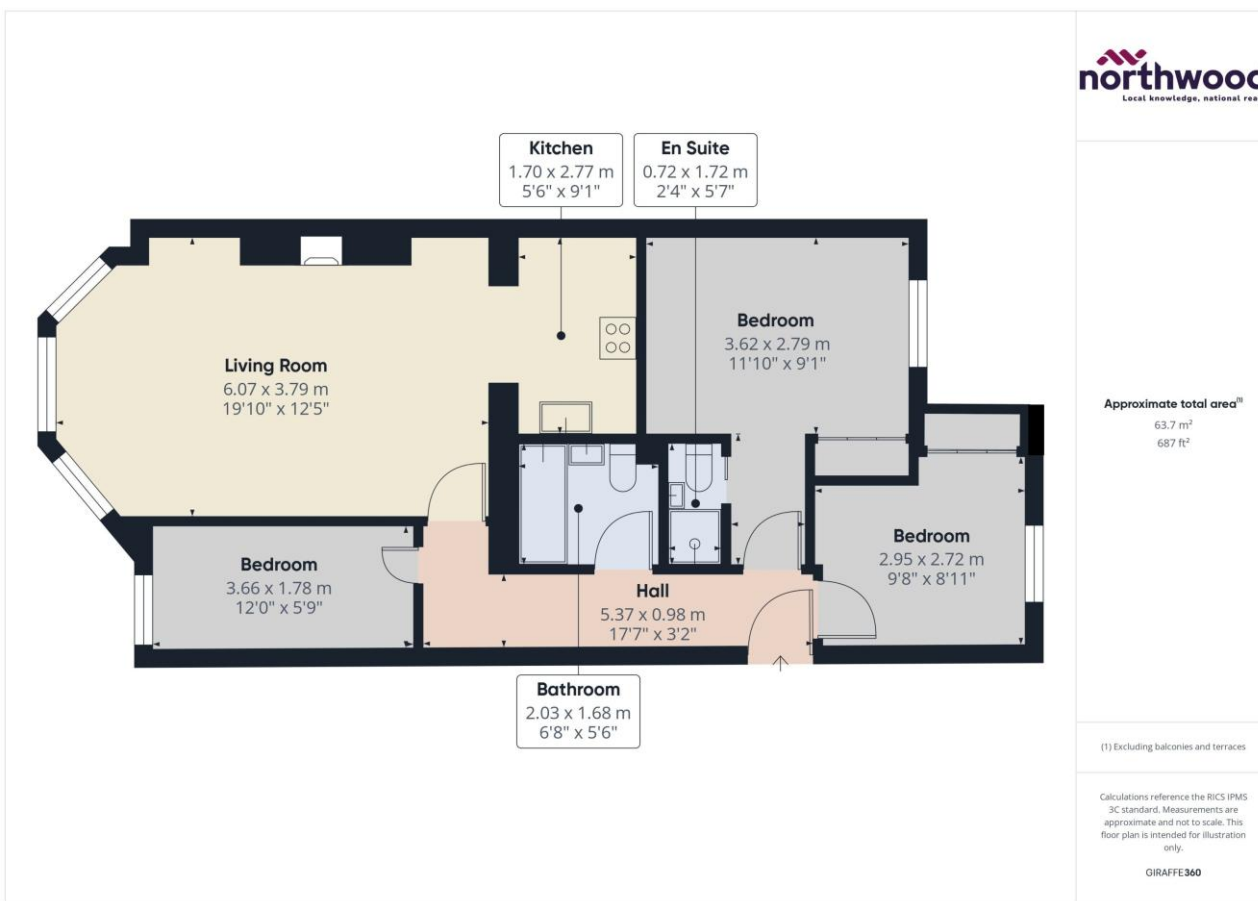 northwood
Local knowledge, national
Kitchen
1.70 x 2.77 m
5'6" x 9'1"
En Suite
0.72 x 1.72 m
2'4" x 5'7"
Living Room
6.07 x 3.79 m
19'10" x 12'5"
Bedroom
3.62 x 2.79 m
11'10" x 9'1"
Bedroom
2.95 x 2.72 m
9'8" x 8'11"
Bedroom
3.66 x 1.78 m
12'0" x 5'9"
Hall
5.37 x 0.98 m
17'7" x 3'2"
Bathroom
2.03 x 1.68 m
6'8" x 5'6"
Approximate total area(1)
63.7 m²
687 ft²
(1) Excluding balconies and terraces
Calculations reference the RICS IPMS
3C standard. Measurements are
approximate and not to scale. This
floor plan is intended for illustration
only.
GIRAFFE360